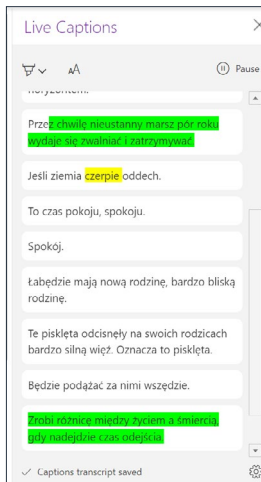 Live Captions
Pause
horyzontem.
Przez chwilę nieustanny marsz pór roku
wydaje się zwalniać i zatrzymywać.
Jeśli ziemia czerpie oddech.
To czas pokoju, spokoju.
Spokój.
Łabędzie mają nową rodzinę, bardzo bliską
rodzinę.
Te pisklęta odcisnęły na swoich rodzicach
bardzo silną więź. Oznacza to pisklęta.
Będzie podążać za nimi wszędzie.
Zrobi różnicę między życiem a śmiercią,
gdy nadejdzie czas odejścia.
Captions transcript saved